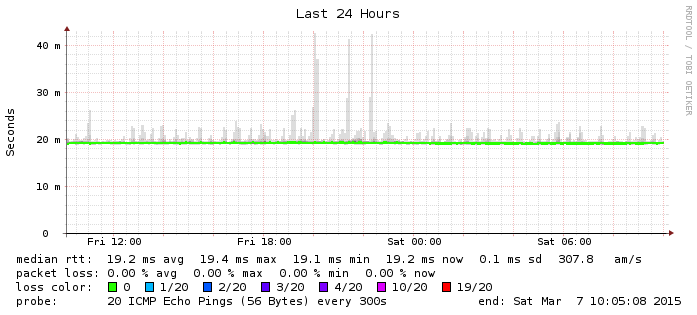 Last 24 Hours
RRDTOOL / TOBI OETIKER
Seconds
40 m
30 m
20 m
10 m
0
Fri 12:00 Fri 18:00 Sat 00:00 Sat 06:00
median rtt: 19.2 ms avg 19.4 ms max 19.1 ms min 19.2 ms now 0.1 ms sd 307.8 am/s
packet loss: 0.00 % avg 0.00 % max 0.00 % min 0.00 % now
loss color: 0 1/20 2/20 3/20 4/20 10/20 19/20
probe: 20 ICMP Echo Pings (56 Bytes) every 300s end: Sat Mar 7 10:05:08 2015